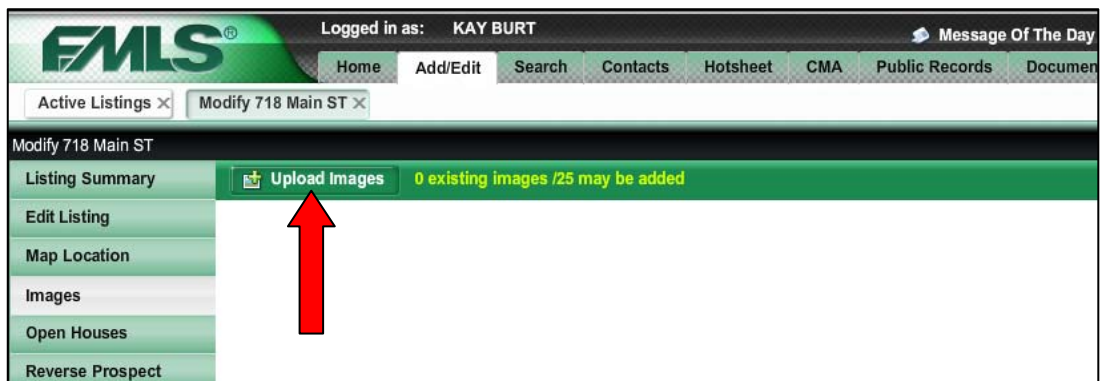 FMLS®
Logged in as: KAY BURT
Message Of The Day
Home Add/Edit Search Contacts Hotsheet CMA Public Records Documen
Active Listings × Modify 718 Main ST ×
Modify 718 Main ST
Listing Summary
Upload Images 0 existing images /25 may be added
Edit Listing
Map Location
Images
Open Houses
Reverse Prospect